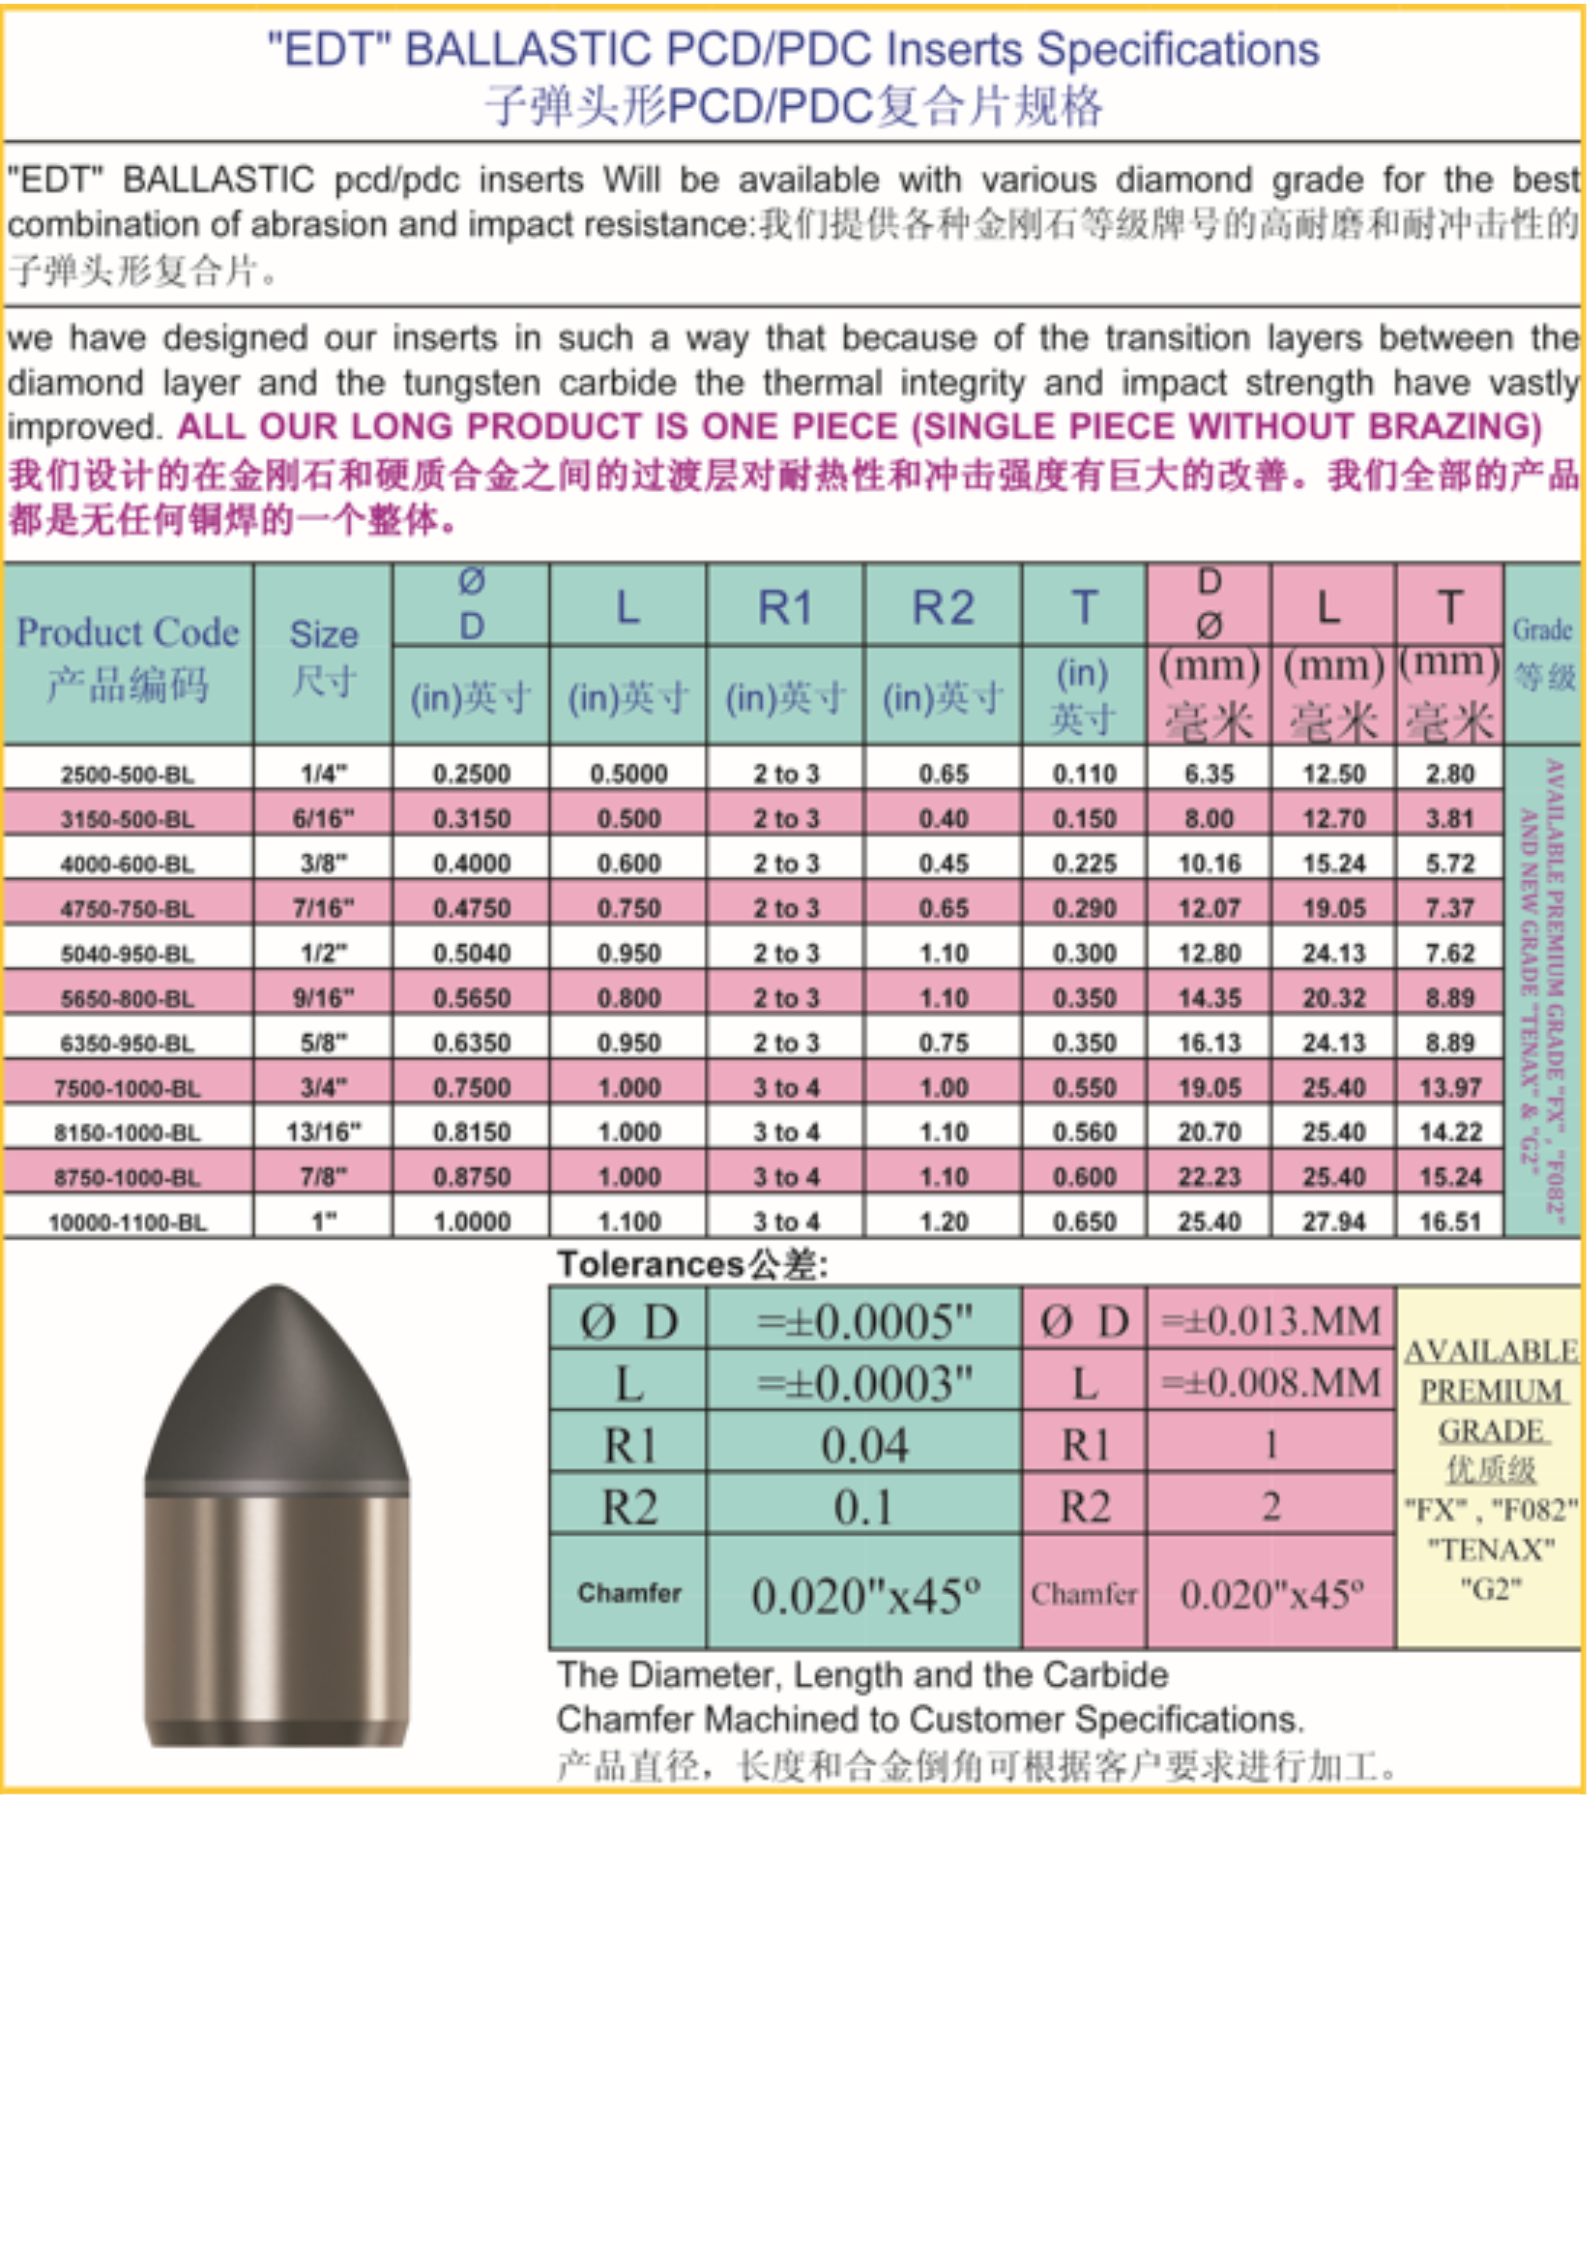 "EDT" BALLASTIC PCD/PDC Inserts Specifications
子弹头形PCD/PDC复合片规格
"EDT" BALLASTIC pcd/pdc inserts Will be available with various diamond grade for the best
combination of abrasion and impact resistance:我们提供各种金刚石等级牌号的高耐磨和耐冲击性的
子弹头形复合片。
we have designed our inserts in such a way that because of the transition layers between the
diamond layer and the tungsten carbide the thermal integrity and impact strength have vastly
improved. ALL OUR LONG PRODUCT IS ONE PIECE (SINGLE PIECE WITHOUT BRAZING)
我们设计的在金刚石和硬质合金之间的过渡层对耐热性和冲击强度有巨大的改善。我们全部的产品
都是无任何铜焊的一个整体。
Product Code 产品编码 Size 尺寸 Ø D (in)英寸 L (in)英寸 R1 (in)英寸 R2 (in)英寸 T (in) 英寸 D Ø (mm) 毫米 L (mm) 毫米 T (mm) 毫米 Grade 等级
2500-500-BL 1/4" 0.2500 0.5000 2 to 3 0.65 0.110 6.35 12.50 2.80
3150-500-BL 6/16" 0.3150 0.500 2 to 3 0.40 0.150 8.00 12.70 3.81
4000-600-BL 3/8" 0.4000 0.600 2 to 3 0.45 0.225 10.16 15.24 5.72
4750-750-BL 7/16" 0.4750 0.750 2 to 3 0.65 0.290 12.07 19.05 7.37
5040-950-BL 1/2" 0.5040 0.950 2 to 3 1.10 0.300 12.80 24.13 7.62
5650-800-BL 9/16" 0.5650 0.800 2 to 3 1.10 0.350 14.35 20.32 8.89
6350-950-BL 5/8" 0.6350 0.950 2 to 3 0.75 0.350 16.13 24.13 8.89
7500-1000-BL 3/4" 0.7500 1.000 3 to 4 1.00 0.550 19.05 25.40 13.97
8150-1000-BL 13/16" 0.8150 1.000 3 to 4 1.10 0.560 20.70 25.40 14.22
8750-1000-BL 7/8" 0.8750 1.000 3 to 4 1.10 0.600 22.23 25.40 15.24
10000-1100-BL 1" 1.0000 1.100 3 to 4 1.20 0.650 25.40 27.94 16.51
AVAILABLE PREMIUM GRADE "FX" , "F082"
AND NEW GRADE "TENAX" & "G2"
Tolerances公差:
Ø D =±0.0005" Ø D =±0.013.MM
L =±0.0003" L =±0.008.MM
R1 0.04 R1 1
R2 0.1 R2 2
Chamfer 0.020"x45º Chamfer 0.020"x45º
AVAILABLE
PREMIUM
GRADE
优质级
"FX" , "F082"
"TENAX"
"G2"
The Diameter, Length and the Carbide
Chamfer Machined to Customer Specifications.
产品直径，长度和合金倒角可根据客户要求进行加工。